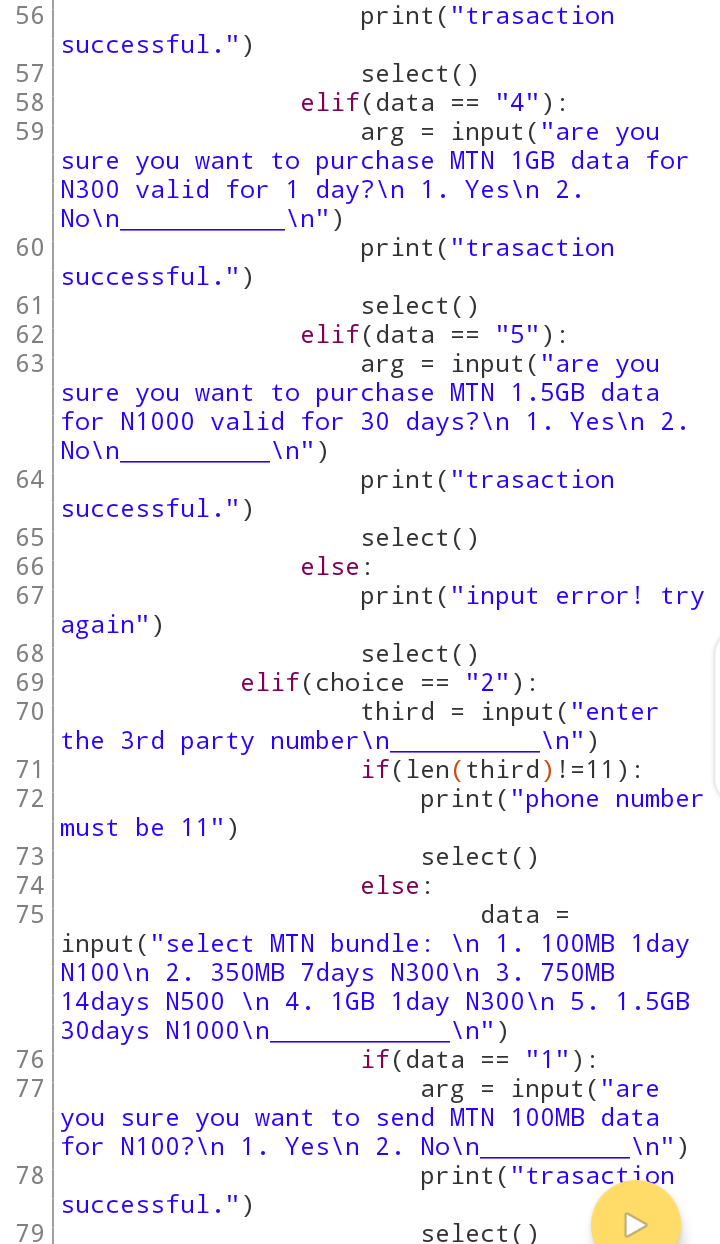 56                    print("trasaction
successful.")
57                    select()
58                elif(data == "4"):
59                    arg = input("are you
sure you want to purchase MTN 1GB data for
N300 valid for 1 day?\n 1. Yes\n 2.
No\n___________\n")
60                    print("trasaction
successful.")
61                    select()
62                elif(data == "5"):
63                    arg = input("are you
sure you want to purchase MTN 1.5GB data
for N1000 valid for 30 days?\n 1. Yes\n 2.
No\n__________\n")
64                    print("trasaction
successful.")
65                    select()
66                else:
67                    print("input error! try
again")
68                    select()
69            elif(choice == "2"):
70                    third = input("enter
the 3rd party number\n__________\n")
71                    if(len(third)!=11):
72                        print("phone number
must be 11")
73                        select()
74                    else:
75                            data =
input("select MTN bundle: \n 1. 100MB 1day
N100\n 2. 350MB 7days N300\n 3. 750MB
14days N500 \n 4. 1GB 1day N300\n 5. 1.5GB
30days N1000\n____________\n")
76                    if(data == "1"):
77                        arg = input("are
you sure you want to send MTN 100MB data
for N100?\n 1. Yes\n 2. No\n__________\n")
78                        print("trasaction
successful.")
79                        select()